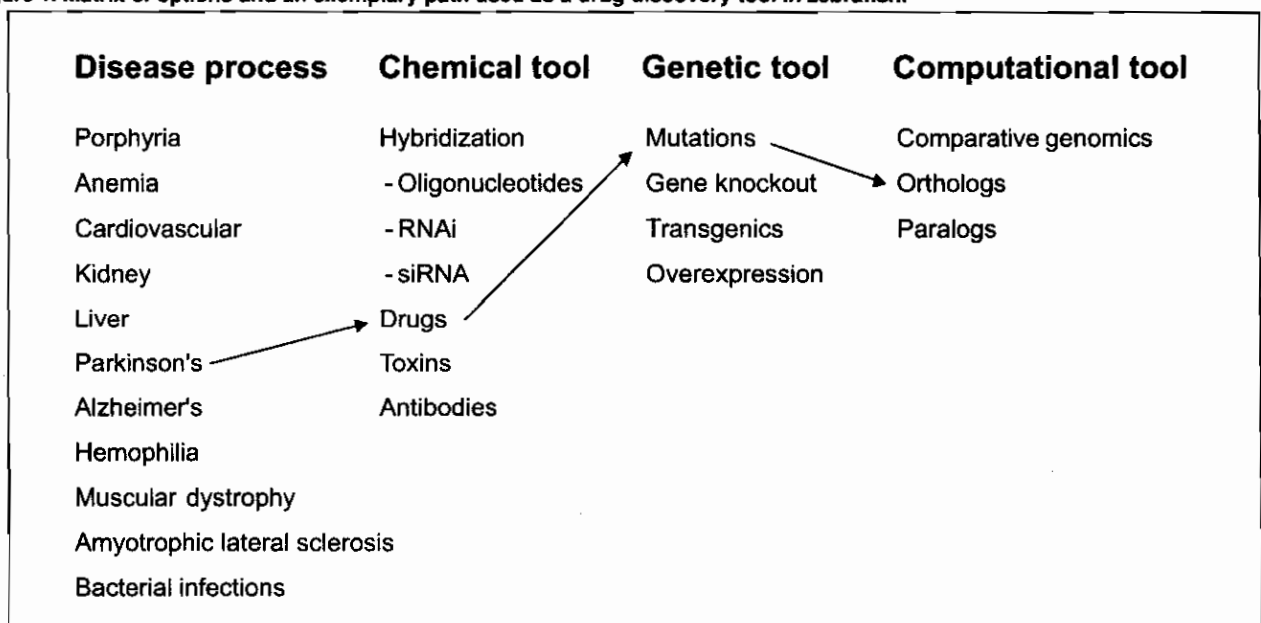 Disease process Chemical tool Genetic tool Computational tool
Porphyria Hybridization Mutations Comparative genomics
Anemia - Oligonucleotides Gene knockout Orthologs
Cardiovascular - RNAi Transgenics Paralogs
Kidney - siRNA Overexpression
Liver Drugs
Parkinson's Toxins
Alzheimer's Antibodies
Hemophilia
Muscular dystrophy
Amyotrophic lateral sclerosis
Bacterial infections